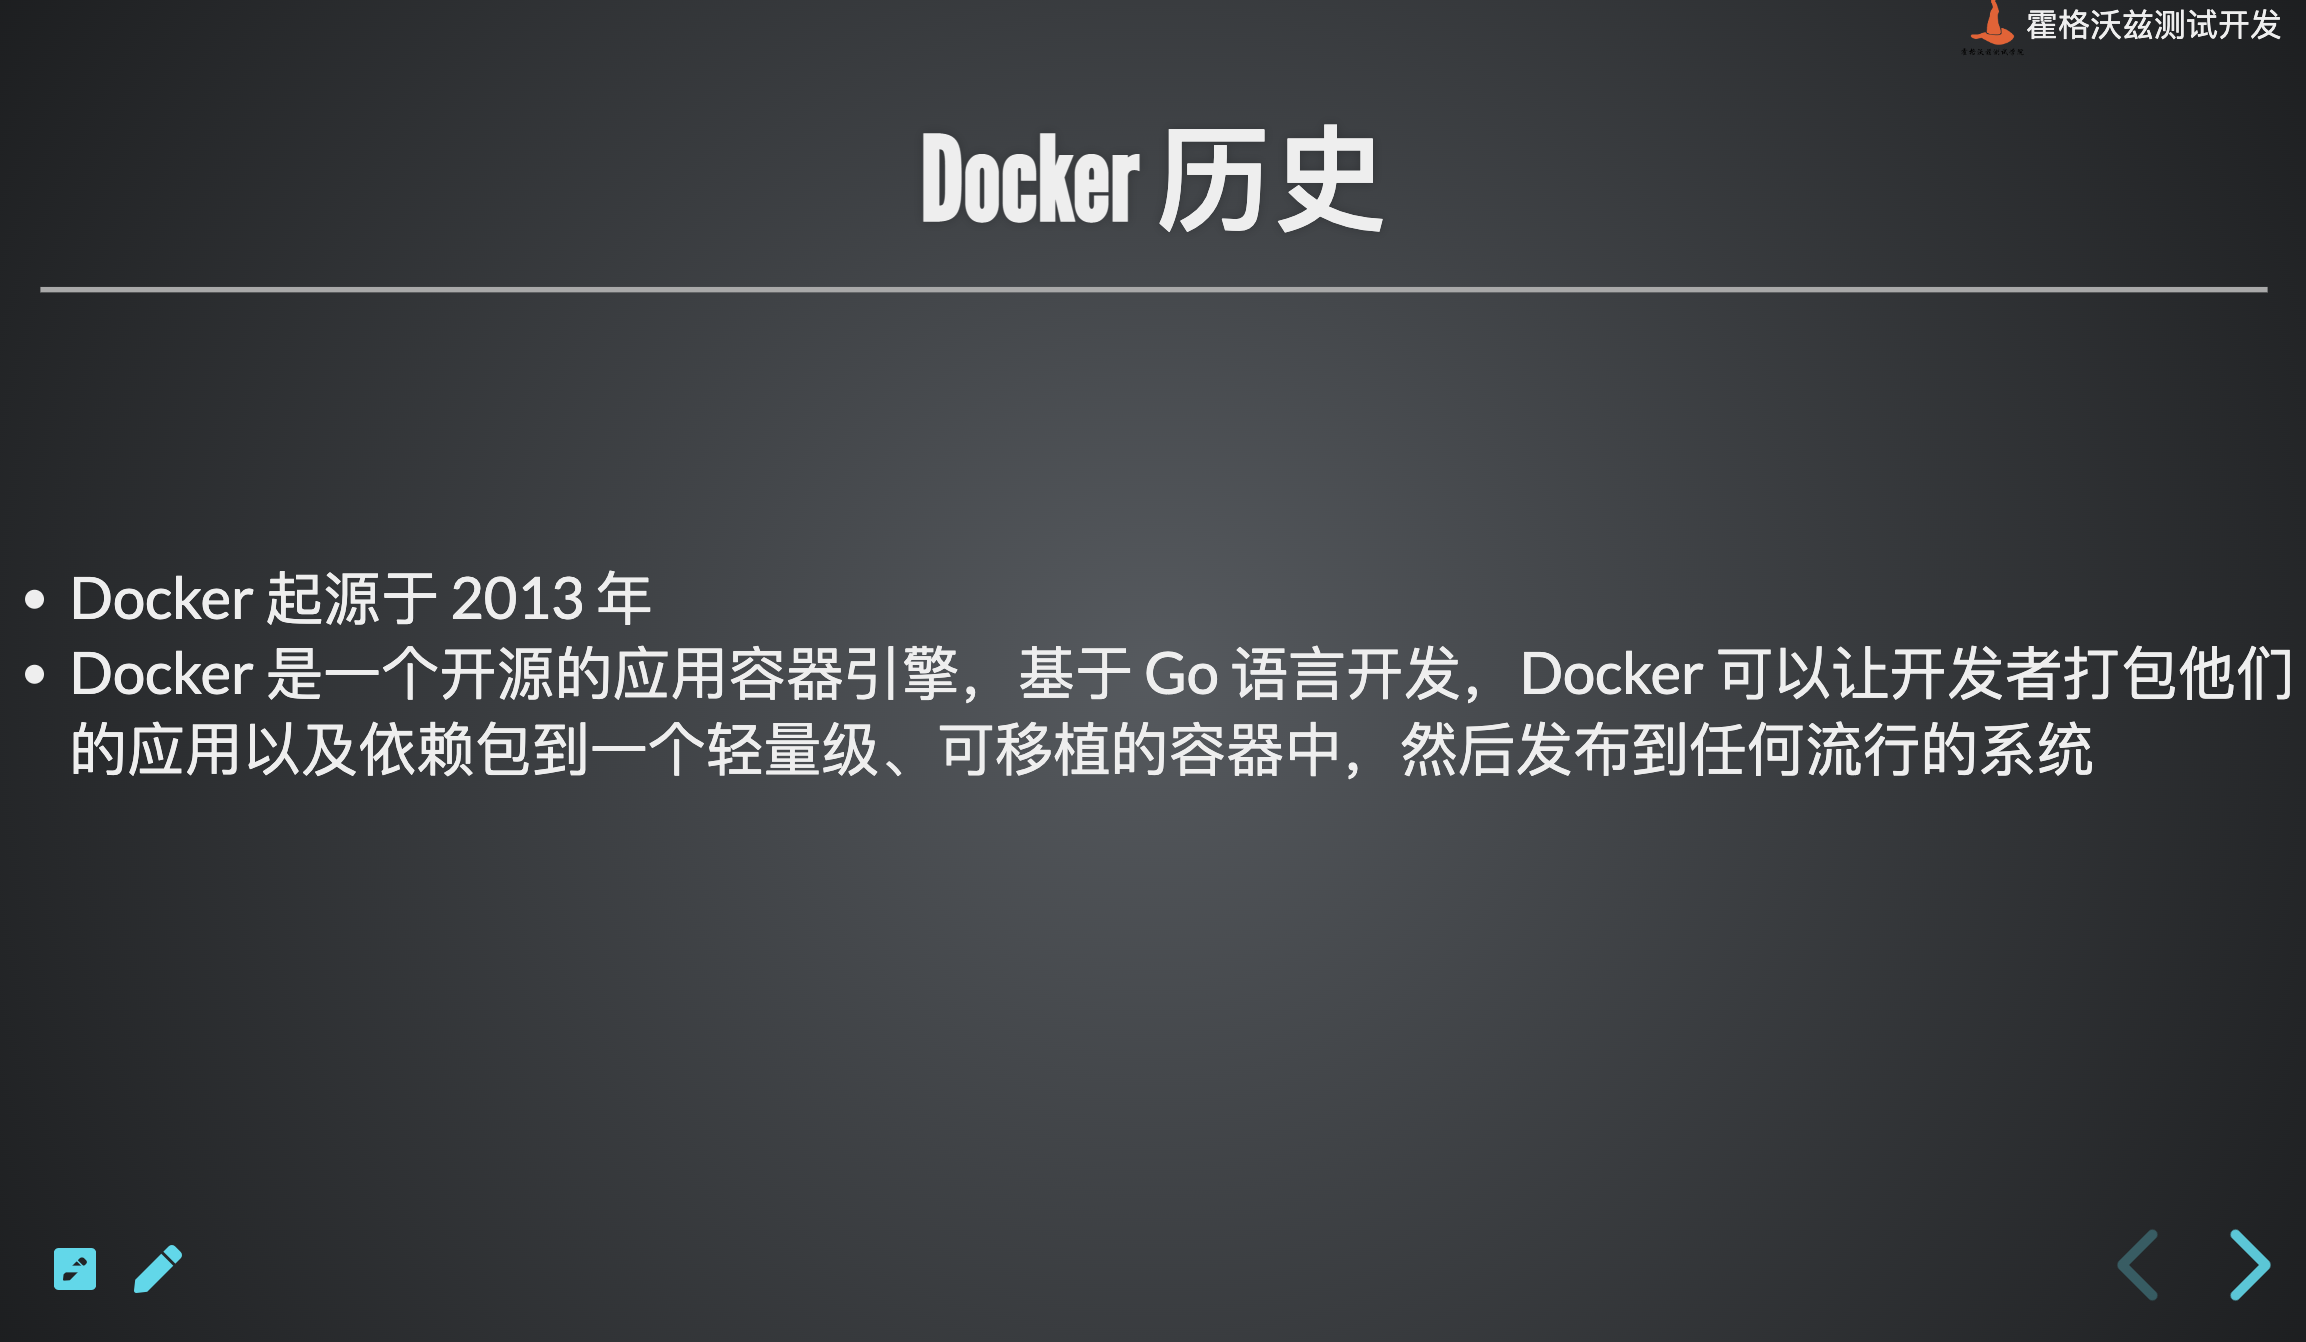 霍格沃兹测试开发
Docker 历史
Docker 起源于 2013 年
Docker 是一个开源的应用容器引擎，基于 Go 语言开发，Docker 可以让开发者打包他们
的应用以及依赖包到一个轻量级、可移植的容器中，然后发布到任何流行的系统